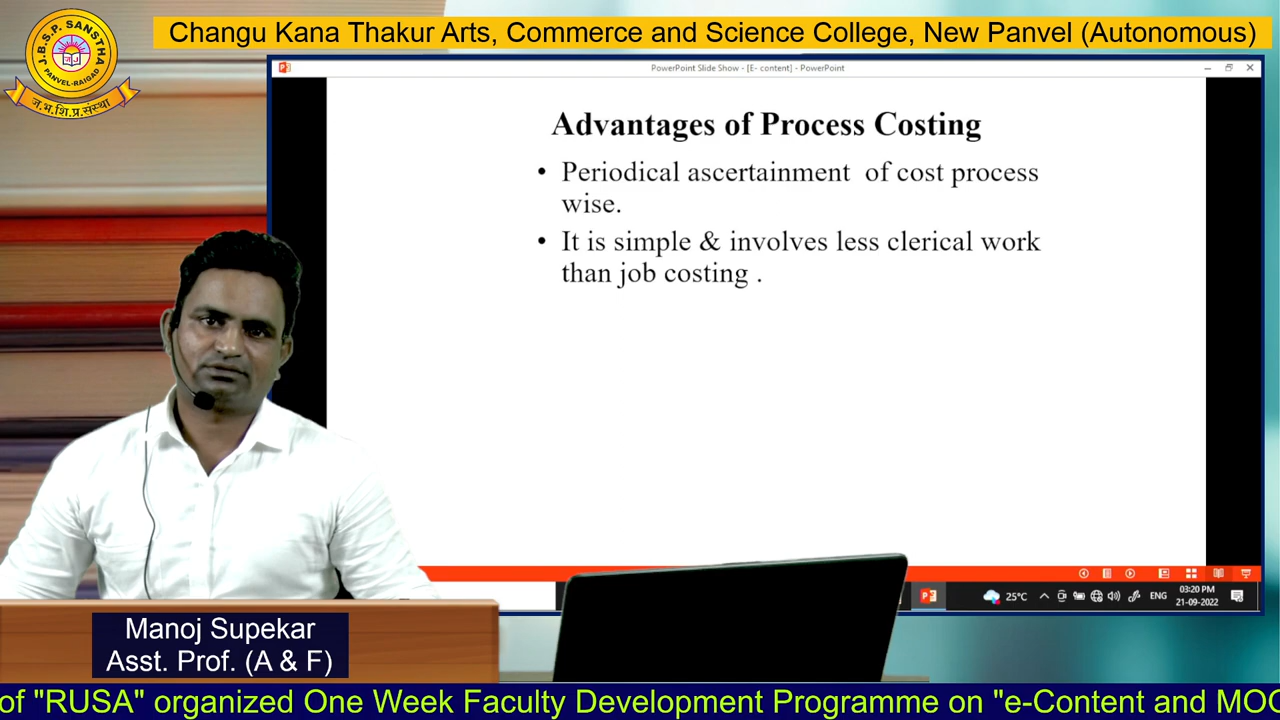 J.B.S.P. SANSTHA
PANVEL-RAIGAD
ज.भ.शि.प्र.संस्था
Changu Kana Thakur Arts, Commerce and Science College, New Panvel (Autonomous)
PowerPoint Slide Show - [E- content] - PowerPoint
Advantages of Process Costing
• Periodical ascertainment of cost process
wise.
• It is simple & involves less clerical work
than job costing .
25°C
ENG
03:20 PM
21-09-2022
Manoj Supekar
Asst. Prof. (A & F)
of "RUSA" organized One Week Faculty Development Programme on "e-Content and MOO